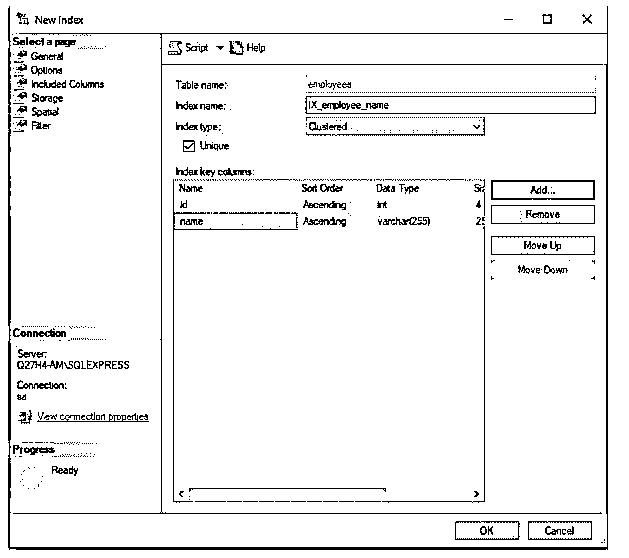 New Index
Select a page
General
Options
Included Columns
Storage
Spatial
Filter
Script
Help
Table name:
employees
Index name:
IX_employee_name
Index type:
Clustered
Unique
Index key columns:
Name Sort Order Data Type
id Ascending int 4
name Ascending varchar(255)
Add...
Remove
Move Up
Move Down
Connection
Server:
Q27H4-AM\SQLEXPRESS
Connection:
sa
View connection properties
Progress
Ready
OK
Cancel